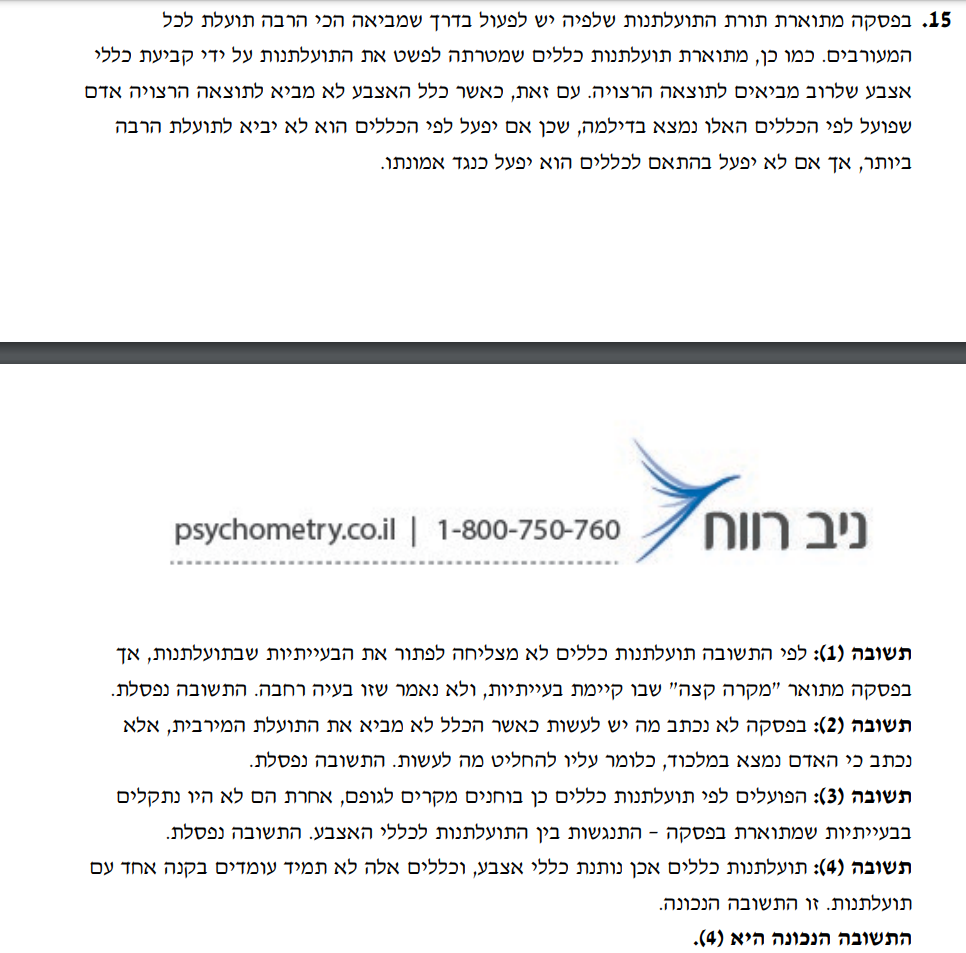 15. בפסקה מתוארת תורת התועלתנות שלפיה יש לפעול בדרך שמביאה הכי הרבה תועלת לכל
המעורבים. כמו כן, מתוארת תועלתנות כללים שמטרתה לפשט את התועלתנות על ידי קביעת כללי
אצבע שלרוב מביאים לתוצאה הרצויה. עם זאת, כאשר כלל האצבע לא מביא לתוצאה הרצויה אדם
שפועל לפי הכללים האלו נמצא בדילמה, שכן אם יפעל לפי הכללים הוא לא יביא לתועלת הרבה
ביותר, אך אם לא יפעל בהתאם לכללים הוא יפעל כנגד אמונתו.
ניב רווח
psychometry.co.il | 1-800-750-760
תשובה (1): לפי התשובה תועלתנות כללים לא מצליחה לפתור את הבעייתיות שבתועלתנות, אך
בפסקה מתואר "מקרה קצה" שבו קיימת בעייתיות, ולא נאמר שזו בעיה רחבה. התשובה נפסלת.
תשובה (2): בפסקה לא נכתב מה יש לעשות כאשר הכלל לא מביא את התועלת המירבית, אלא
נכתב כי האדם נמצא במלכוד, כלומר עליו להחליט מה לעשות. התשובה נפסלת.
תשובה (3): הפועלים לפי תועלתנות כללים כן בוחנים מקרים לגופם, אחרת הם לא היו נתקלים
בבעייתיות שמתוארת בפסקה – התנגשות בין התועלתנות לכללי האצבע. התשובה נפסלת.
תשובה (4): תועלתנות כללים אכן נותנת כללי אצבע, וכללים אלה לא תמיד עומדים בקנה אחד עם
תועלתנות. זו התשובה הנכונה.
התשובה הנכונה היא (4).